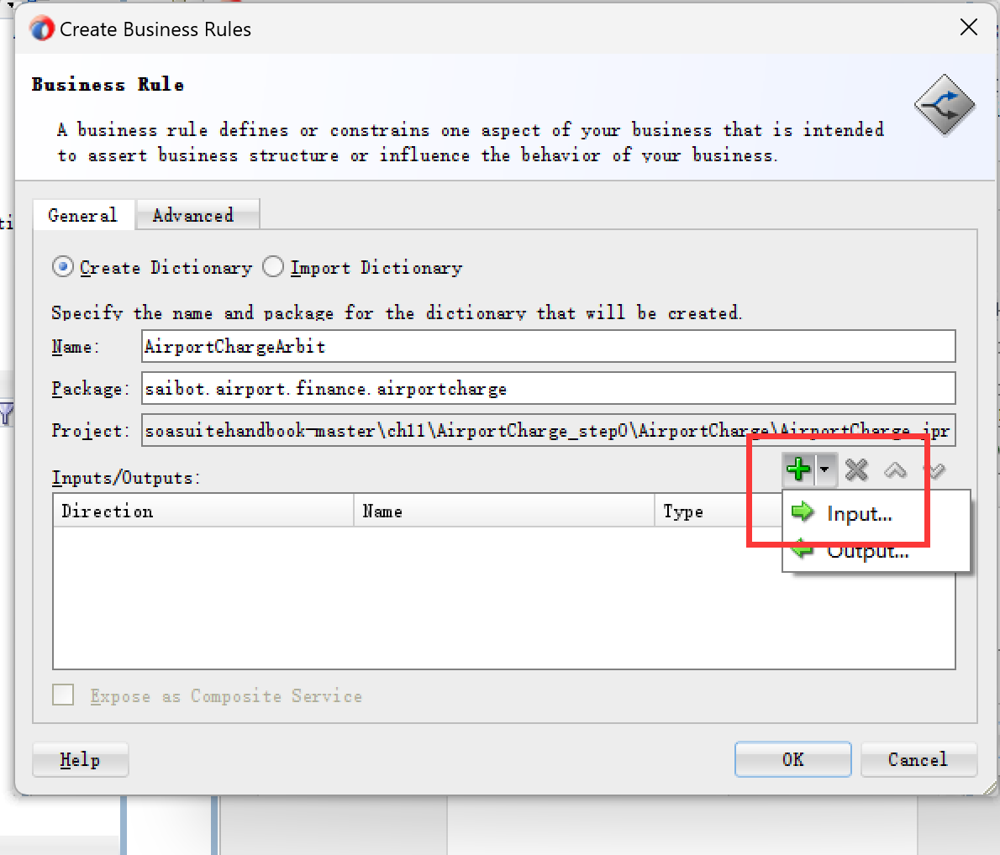 Create Business Rules
Business Rule
A business rule defines or constrains one aspect of your business that is intended
to assert business structure or influence the behavior of your business.
General Advanced
Create Dictionary Import Dictionary
Specify the name and package for the dictionary that will be created.
Name: AirportChargeArbit
Package: saibot.airport.finance.airportcharge
Project: soasuitehandbook-master\ch11\AirportCharge_step0\AirportCharge\AirportCharge.jpr
Inputs/Outputs:
Direction Name Type
Input...
Output...
Expose as Composite Service
Help OK Cancel